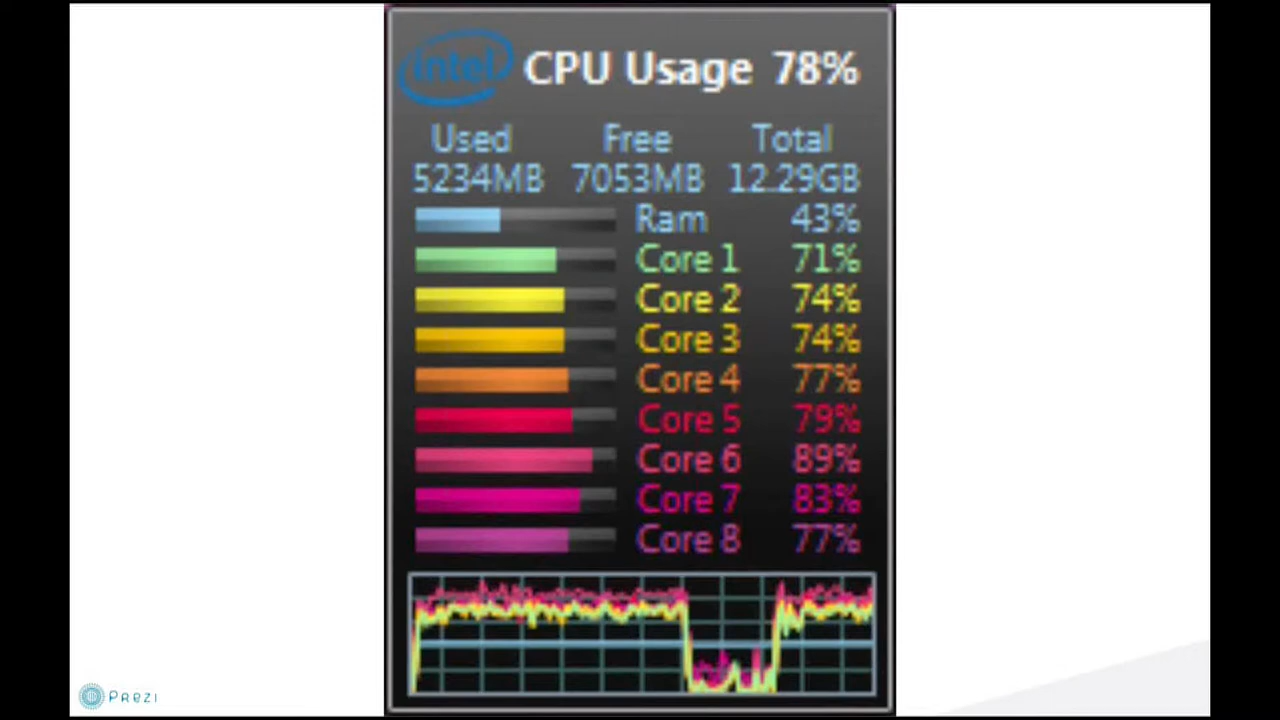 intel CPU Usage 78%
Used Free Total
5234MB 7053MB 12.29GB
Ram 43%
Core 1 71%
Core 2 74%
Core 3 74%
Core 4 77%
Core 5 79%
Core 6 89%
Core 7 83%
Core 8 77%
Prezi